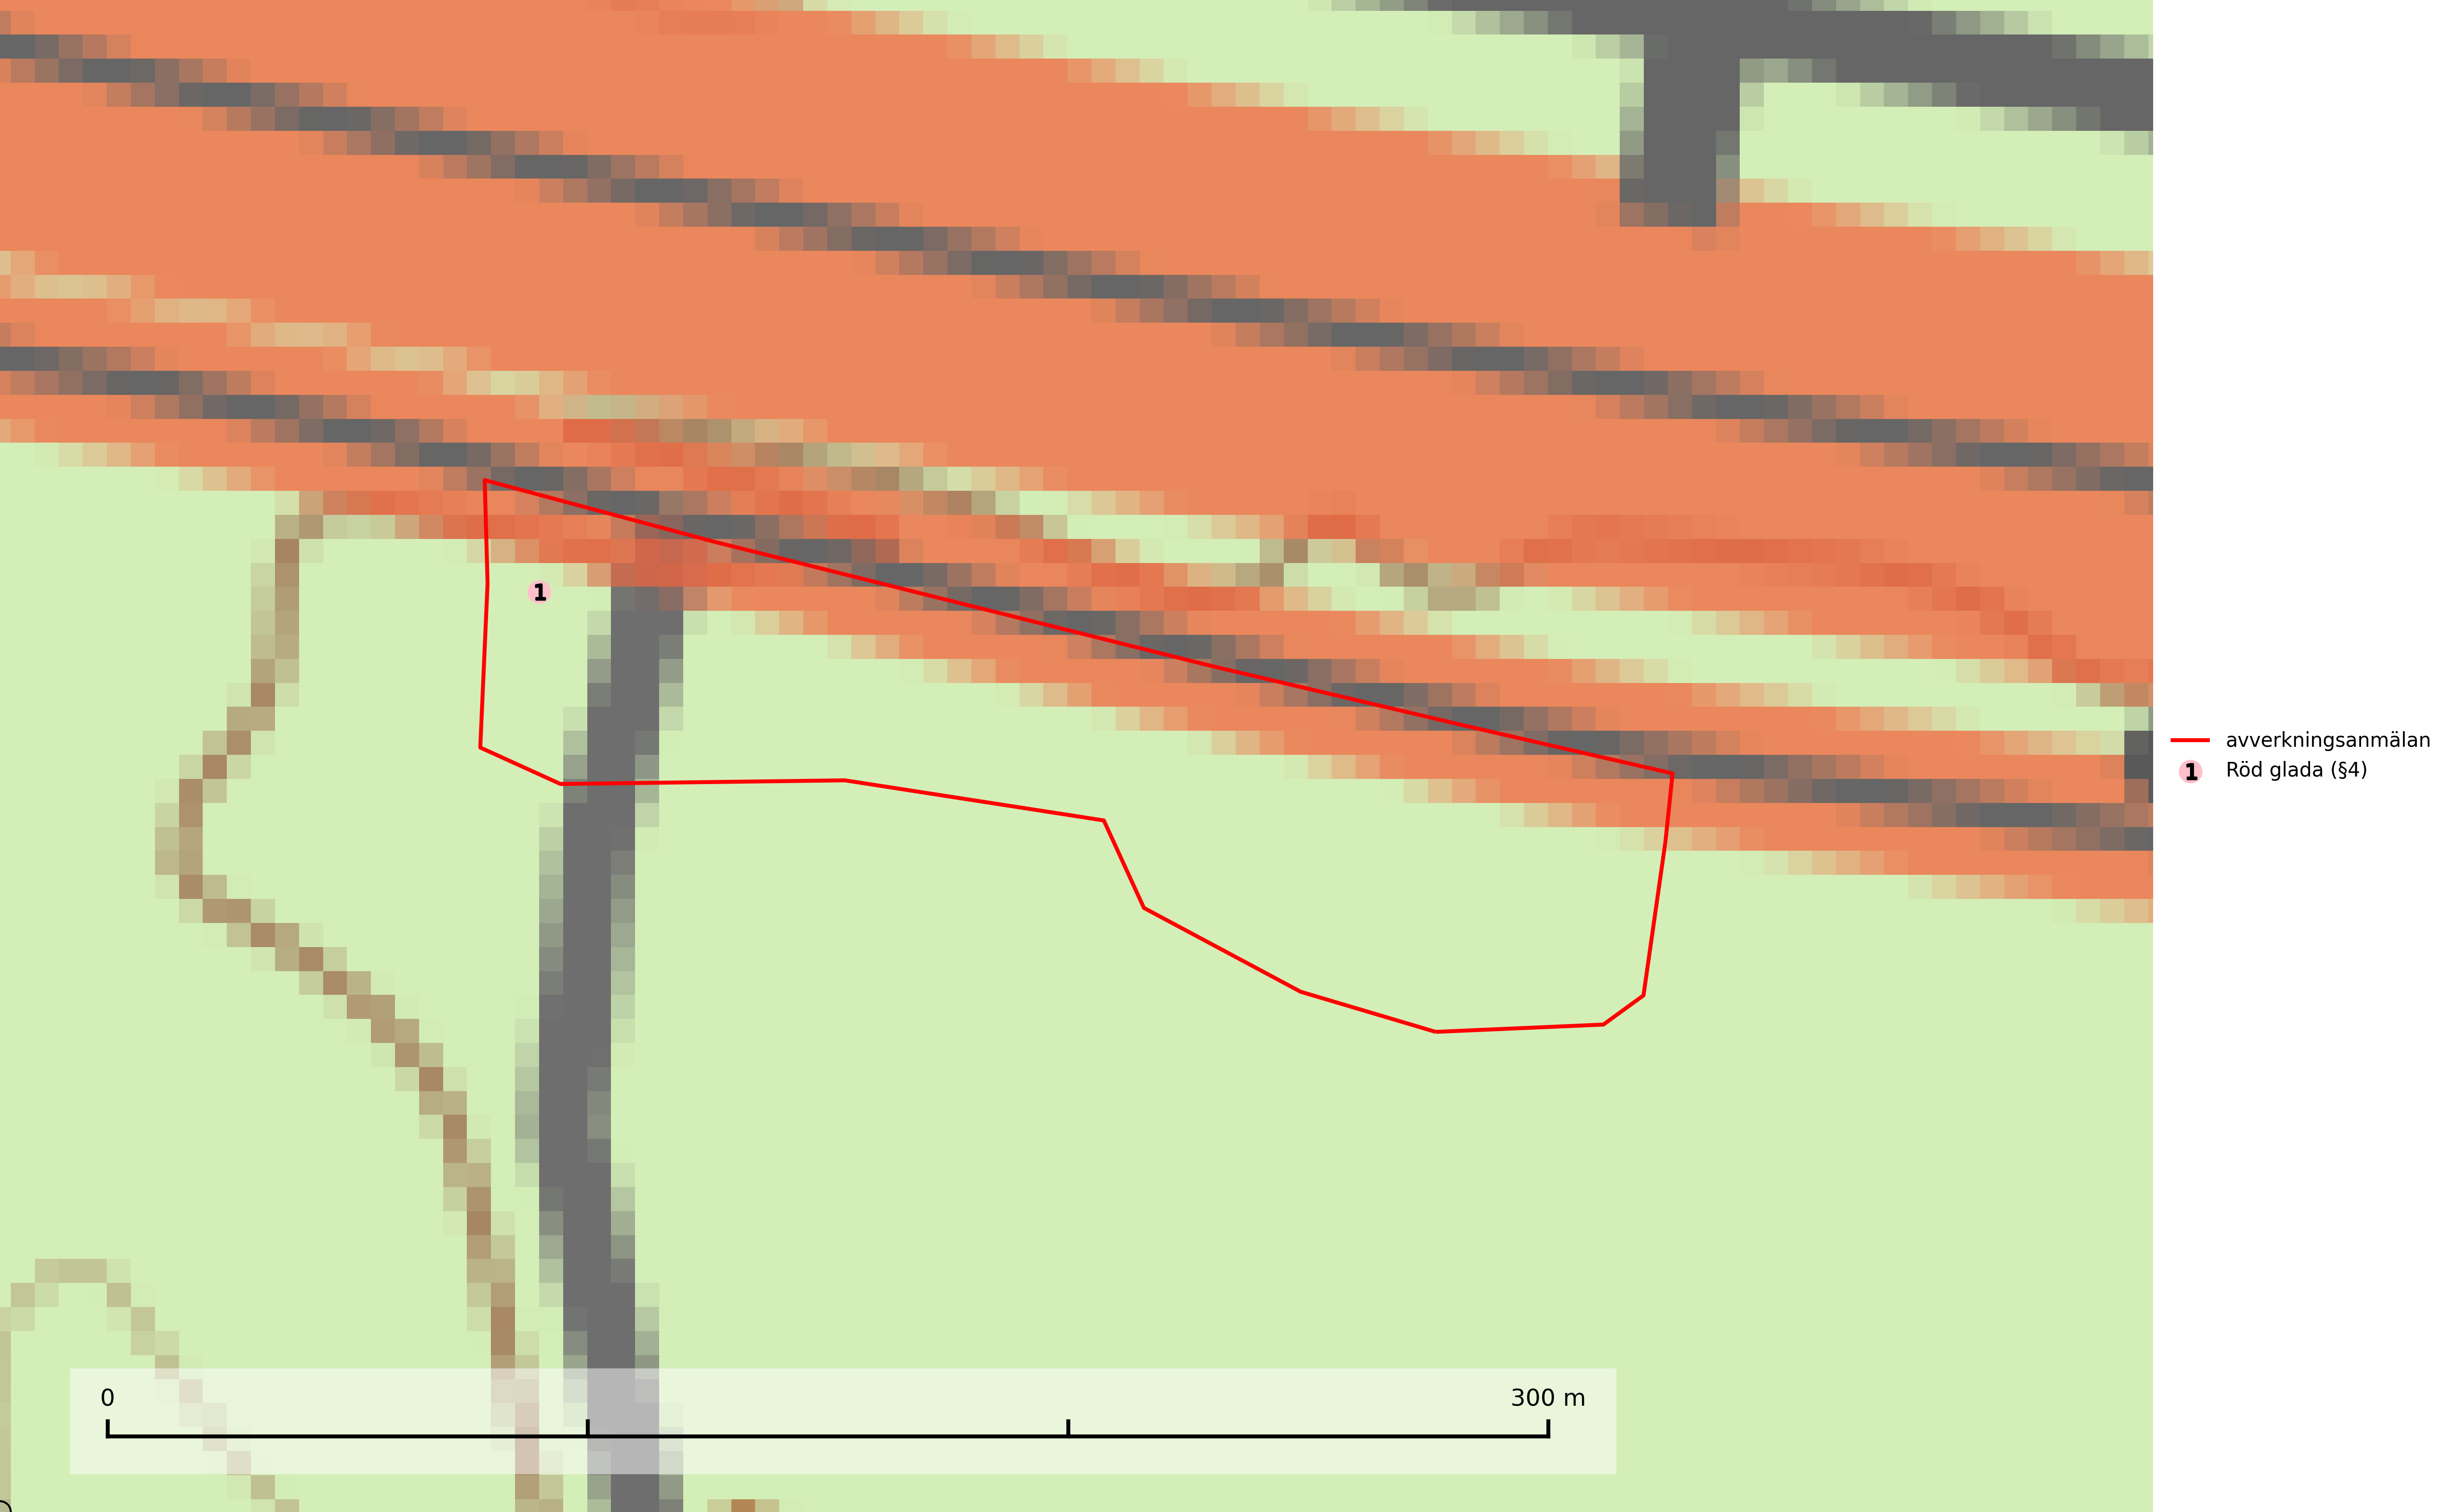 1
avverkningsanmälan
1 Röd glada (§4)
0 300 m